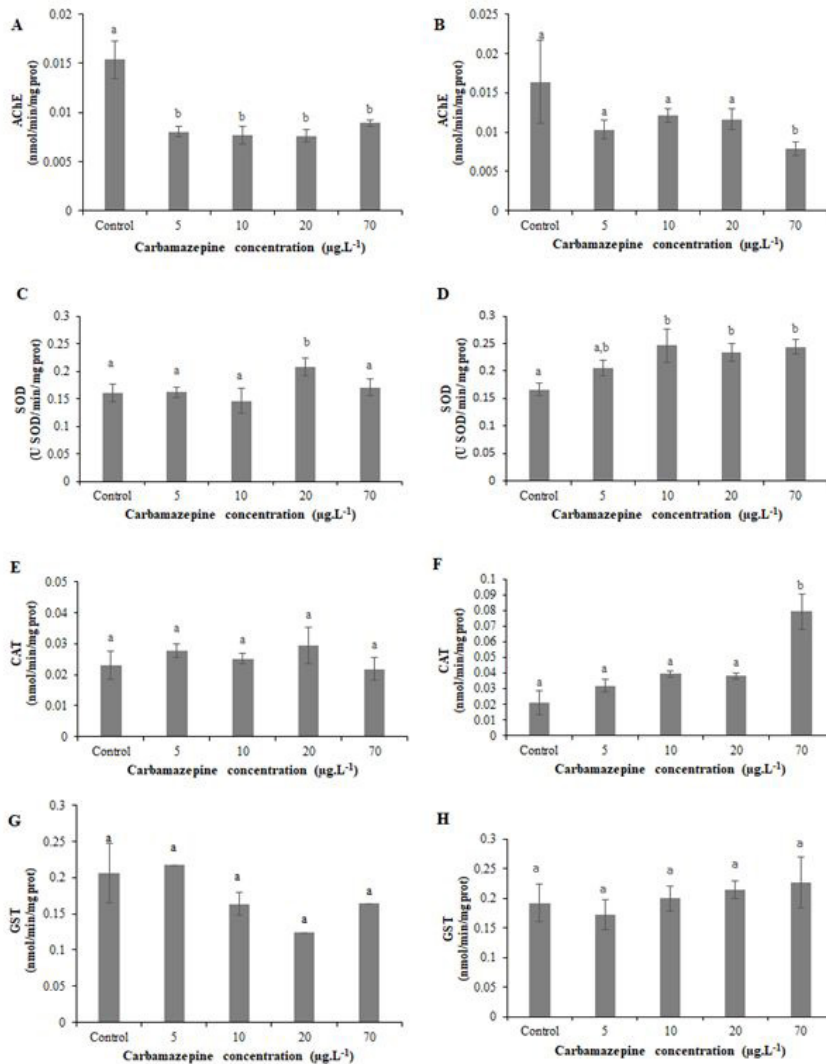 A
AChE
(nmol/min/mg prot)
0.02
0.015
0.01
0.005
0
a
b
b
b
b
Control
5
10
20
70
Carbamazepine concentration (µg.L⁻¹)
B
AChE
(nmol/min/mg prot)
0.025
0.02
0.015
0.01
0.005
0
a
a
a
a
b
Control
5
10
20
70
Carbamazepine concentration (µg.L⁻¹)
C
SOD
(U SOD/min/mg prot)
0.3
0.25
0.2
0.15
0.1
0.05
0
a
a
a
b
a
Control
5
10
20
70
Carbamazepine concentration (µg.L⁻¹)
D
SOD
(U SOD/min/mg prot)
0.3
0.25
0.2
0.15
0.1
0.05
0
a
a,b
b
b
b
Control
5
10
20
70
Carbamazepine concentration (µg.L⁻¹)
E
CAT
(nmol/min/mg prot)
0.05
0.04
0.03
0.02
0.01
0
a
a
a
a
a
Control
5
10
20
70
Carbamazepine concentration (µg.L⁻¹)
F
CAT
(nmol/min/mg prot)
0.1
0.09
0.08
0.07
0.06
0.05
0.04
0.03
0.02
0.01
0
a
a
a
a
b
Control
5
10
20
70
Carbamazepine concentration (µg.L⁻¹)
G
GST
(nmol/min/mg prot)
0.3
0.25
0.2
0.15
0.1
0.05
0
a
a
a
a
a
Control
5
10
20
70
Carbamazepine concentration (µg.L⁻¹)
H
GST
(nmol/min/mg prot)
0.3
0.25
0.2
0.15
0.1
0.05
0
a
a
a
a
a
Control
5
10
20
70
Carbamazepine concentration (µg.L⁻¹)